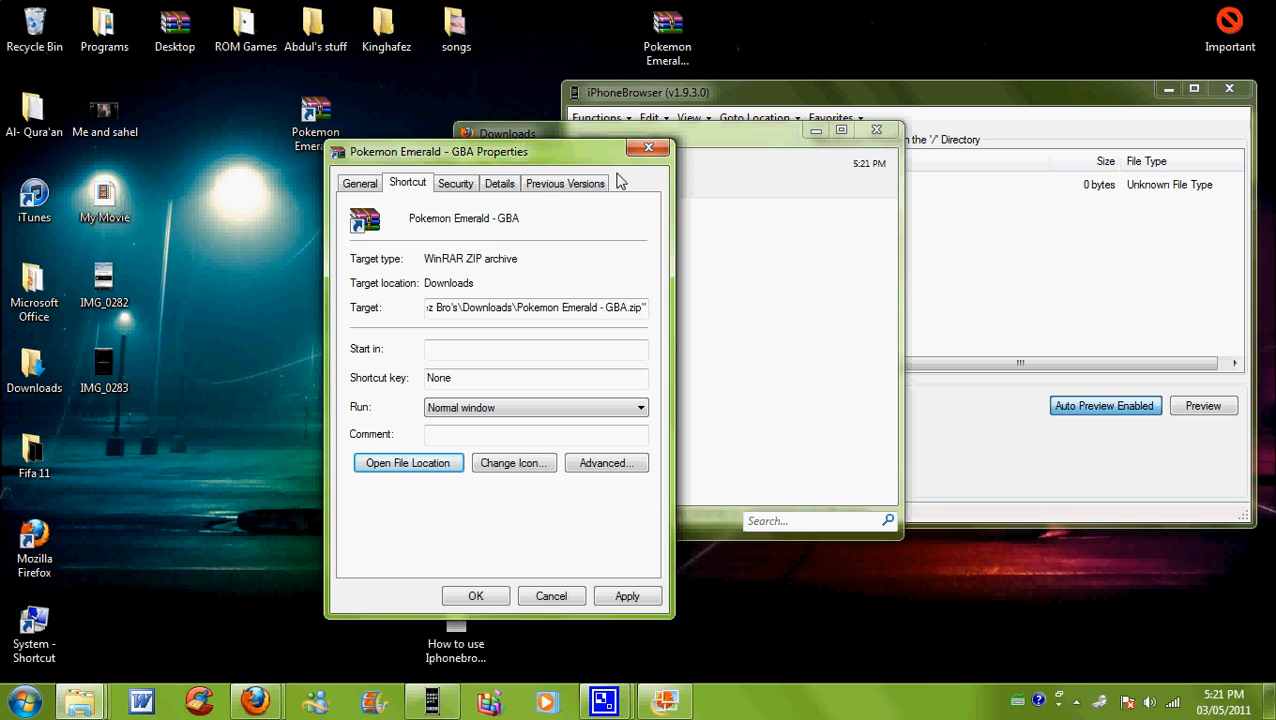 Recycle Bin
Programs
Desktop
ROM Games
Abdul's stuff
Kinghafez
songs
Pokemon
Emeral...
Important
Al- Qura'an
Me and sahel
Pokemon
iTunes
My Movie
Microsoft
Office
IMG_0282
Downloads
IMG_0283
Fifa 11
Mozilla
Firefox
System -
Shortcut
How to use
Iphonebro...
iPhoneBrowser (v1.9.3.0)
Functions Edit View Goto Location Favorites
n the '/' Directory
Size File Type
0 bytes Unknown File Type
Auto Preview Enabled Preview
Downloads
5:21 PM
Search...
Pokemon Emerald - GBA Properties
General Shortcut Security Details Previous Versions
Pokemon Emerald - GBA
Target type: WinRAR ZIP archive
Target location: Downloads
Target: z Bro's\Downloads\Pokemon Emerald - GBA.zip"
Start in:
Shortcut key: None
Run: Normal window
Comment:
Open File Location Change Icon... Advanced...
OK Cancel Apply
5:21 PM
03/05/2011